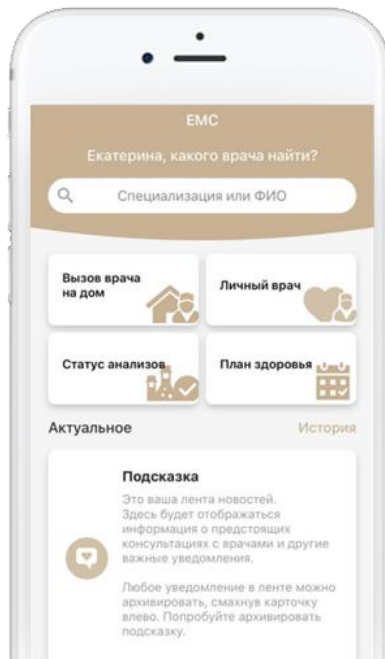 EMC
Екатерина, какого врача найти?
Специализация или ФИО
Вызов врача
на дом
Личный врач
Статус анализов
План здоровья
Актуальное
История
Подсказка
Это ваша лента новостей.
Здесь будет отображаться
информация о предстоящих
консультациях с врачами и другие
важные уведомления.
Любое уведомление в ленте можно
архивировать, смахнув карточку
влево. Попробуйте архивировать
подсказку.